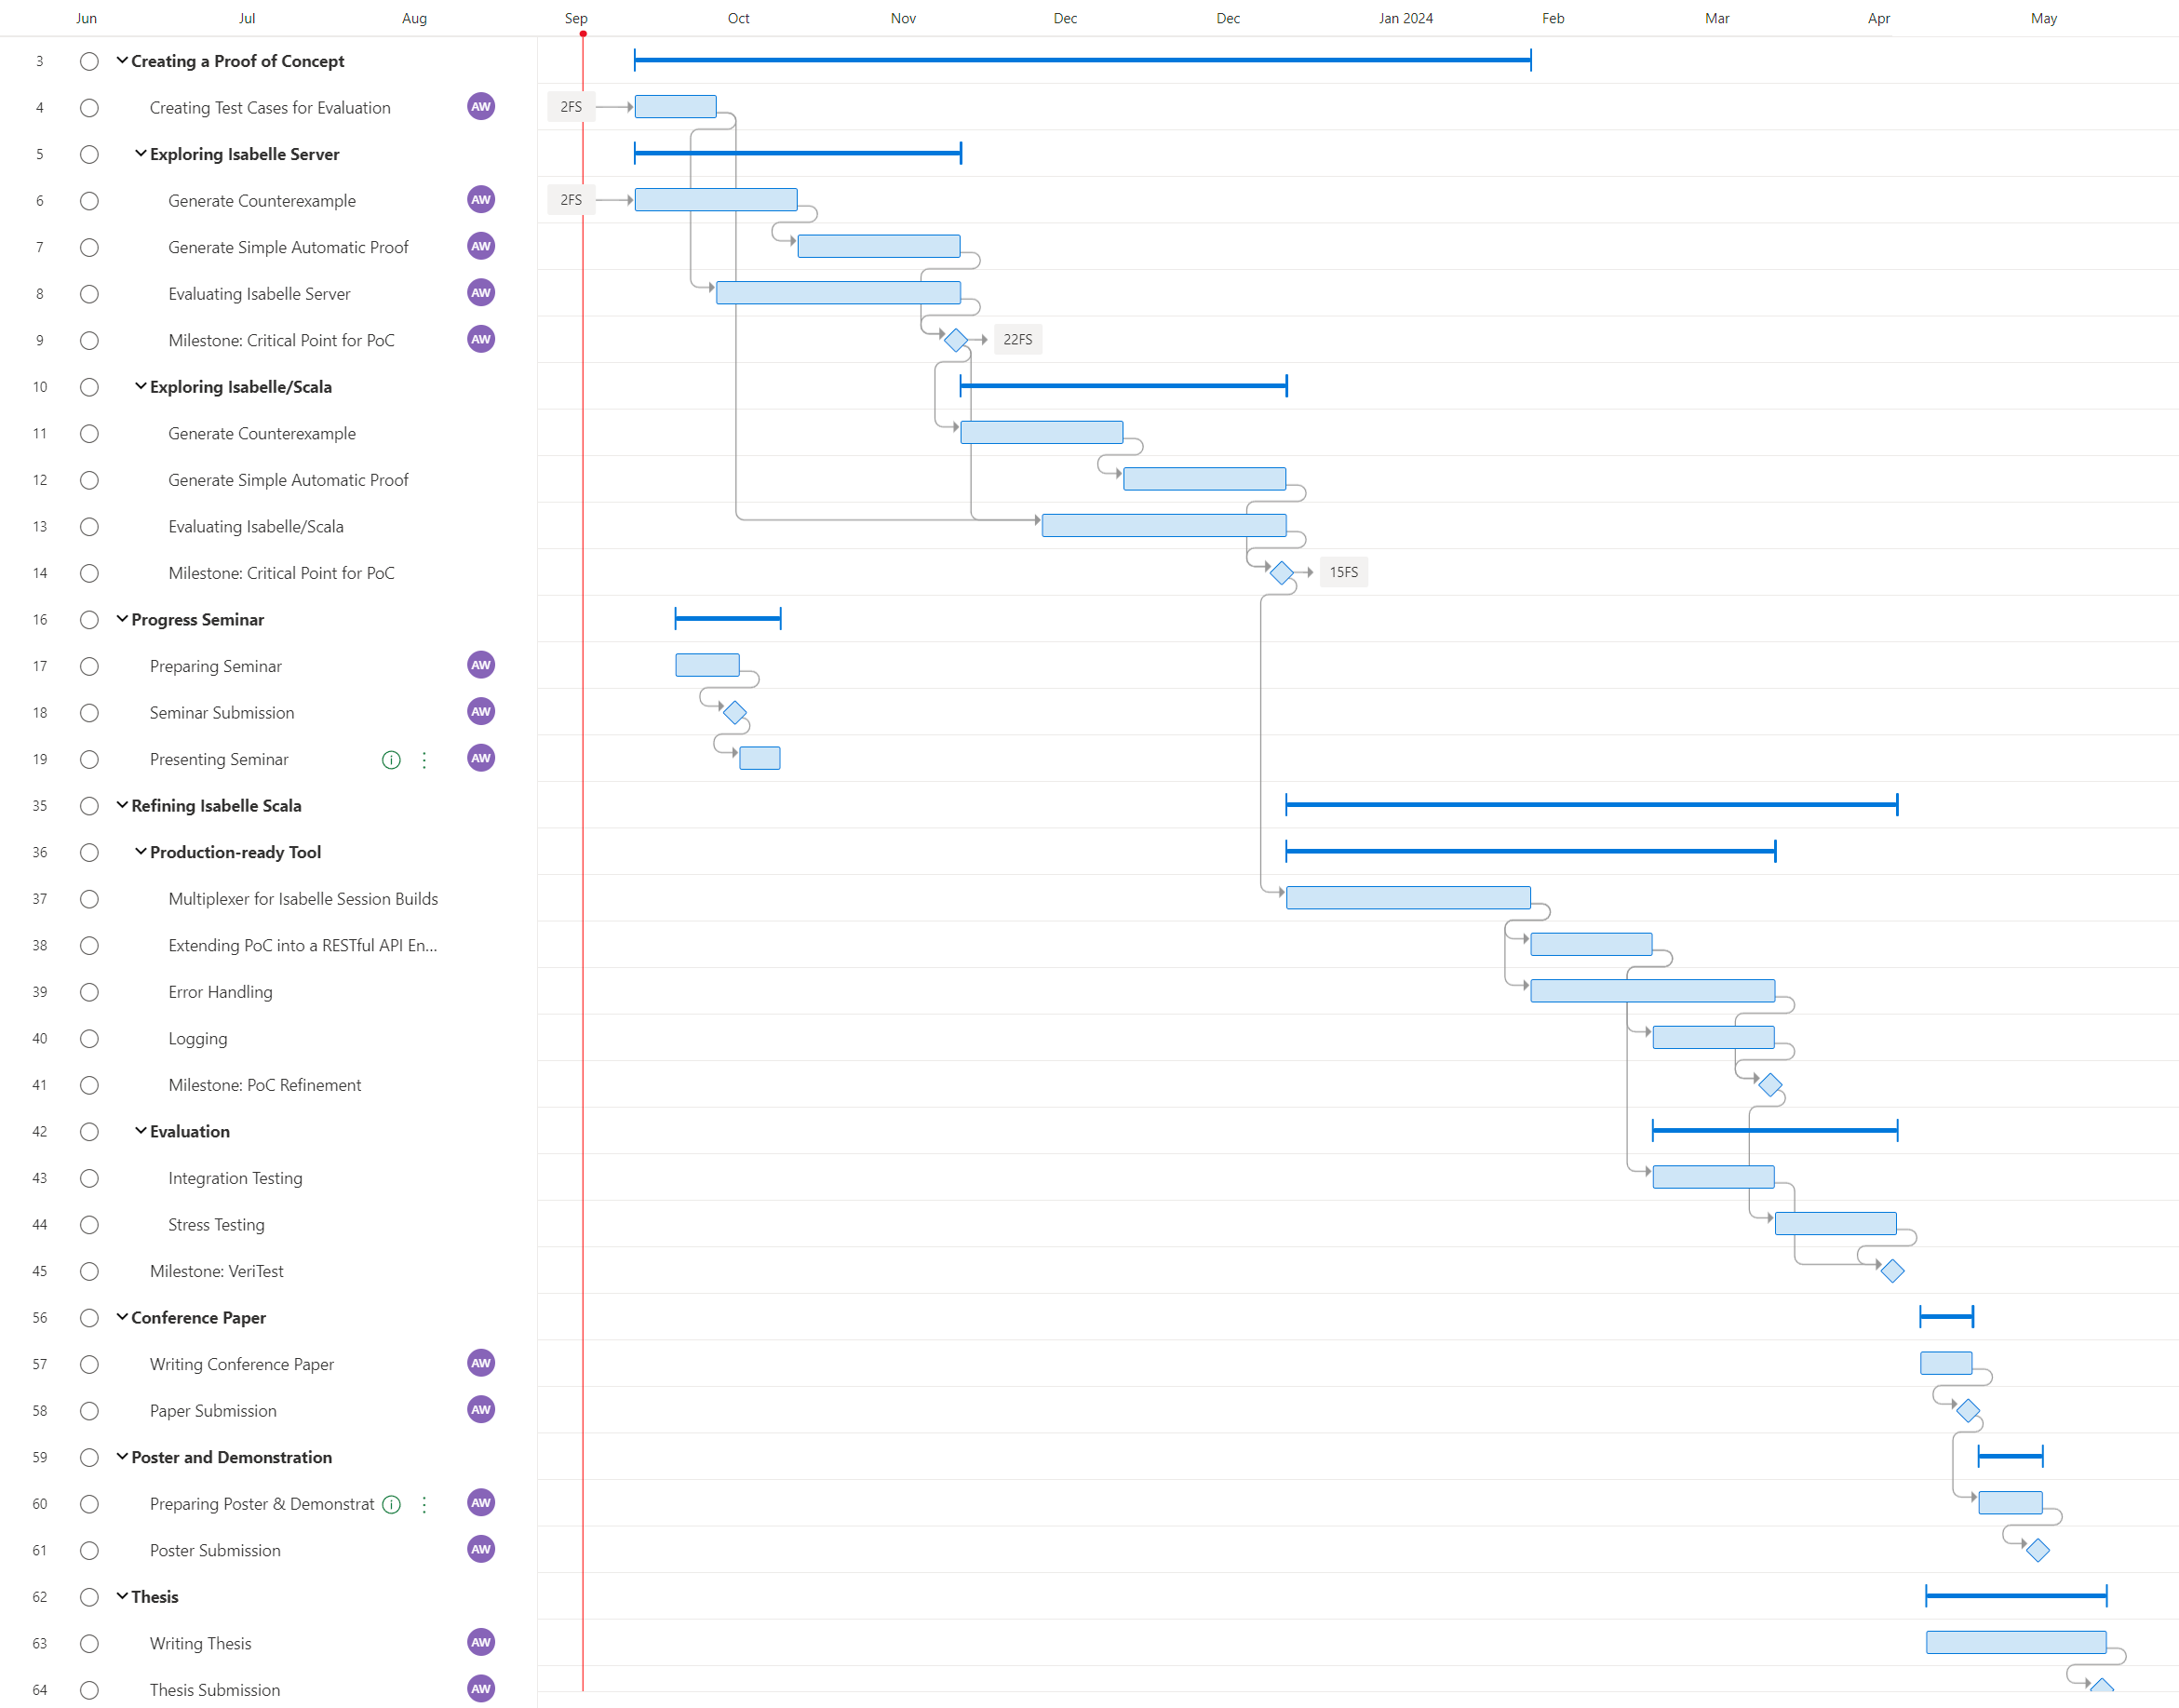 Jun Jul Aug Sep Oct Nov Dec Dec Jan 2024 Feb Mar Apr May
3 Creating a Proof of Concept
4 Creating Test Cases for Evaluation AW 2FS
5 Exploring Isabelle Server
6 Generate Counterexample AW 2FS
7 Generate Simple Automatic Proof AW
8 Evaluating Isabelle Server AW
9 Milestone: Critical Point for PoC AW 22FS
10 Exploring Isabelle/Scala
11 Generate Counterexample
12 Generate Simple Automatic Proof
13 Evaluating Isabelle/Scala
14 Milestone: Critical Point for PoC 15FS
16 Progress Seminar
17 Preparing Seminar AW
18 Seminar Submission AW
19 Presenting Seminar AW
35 Refining Isabelle Scala
36 Production-ready Tool
37 Multiplexer for Isabelle Session Builds
38 Extending PoC into a RESTful API En...
39 Error Handling
40 Logging
41 Milestone: PoC Refinement
42 Evaluation
43 Integration Testing
44 Stress Testing
45 Milestone: VeriTest
56 Conference Paper
57 Writing Conference Paper AW
58 Paper Submission AW
59 Poster and Demonstration
60 Preparing Poster & Demonstrat AW
61 Poster Submission AW
62 Thesis
63 Writing Thesis AW
64 Thesis Submission AW